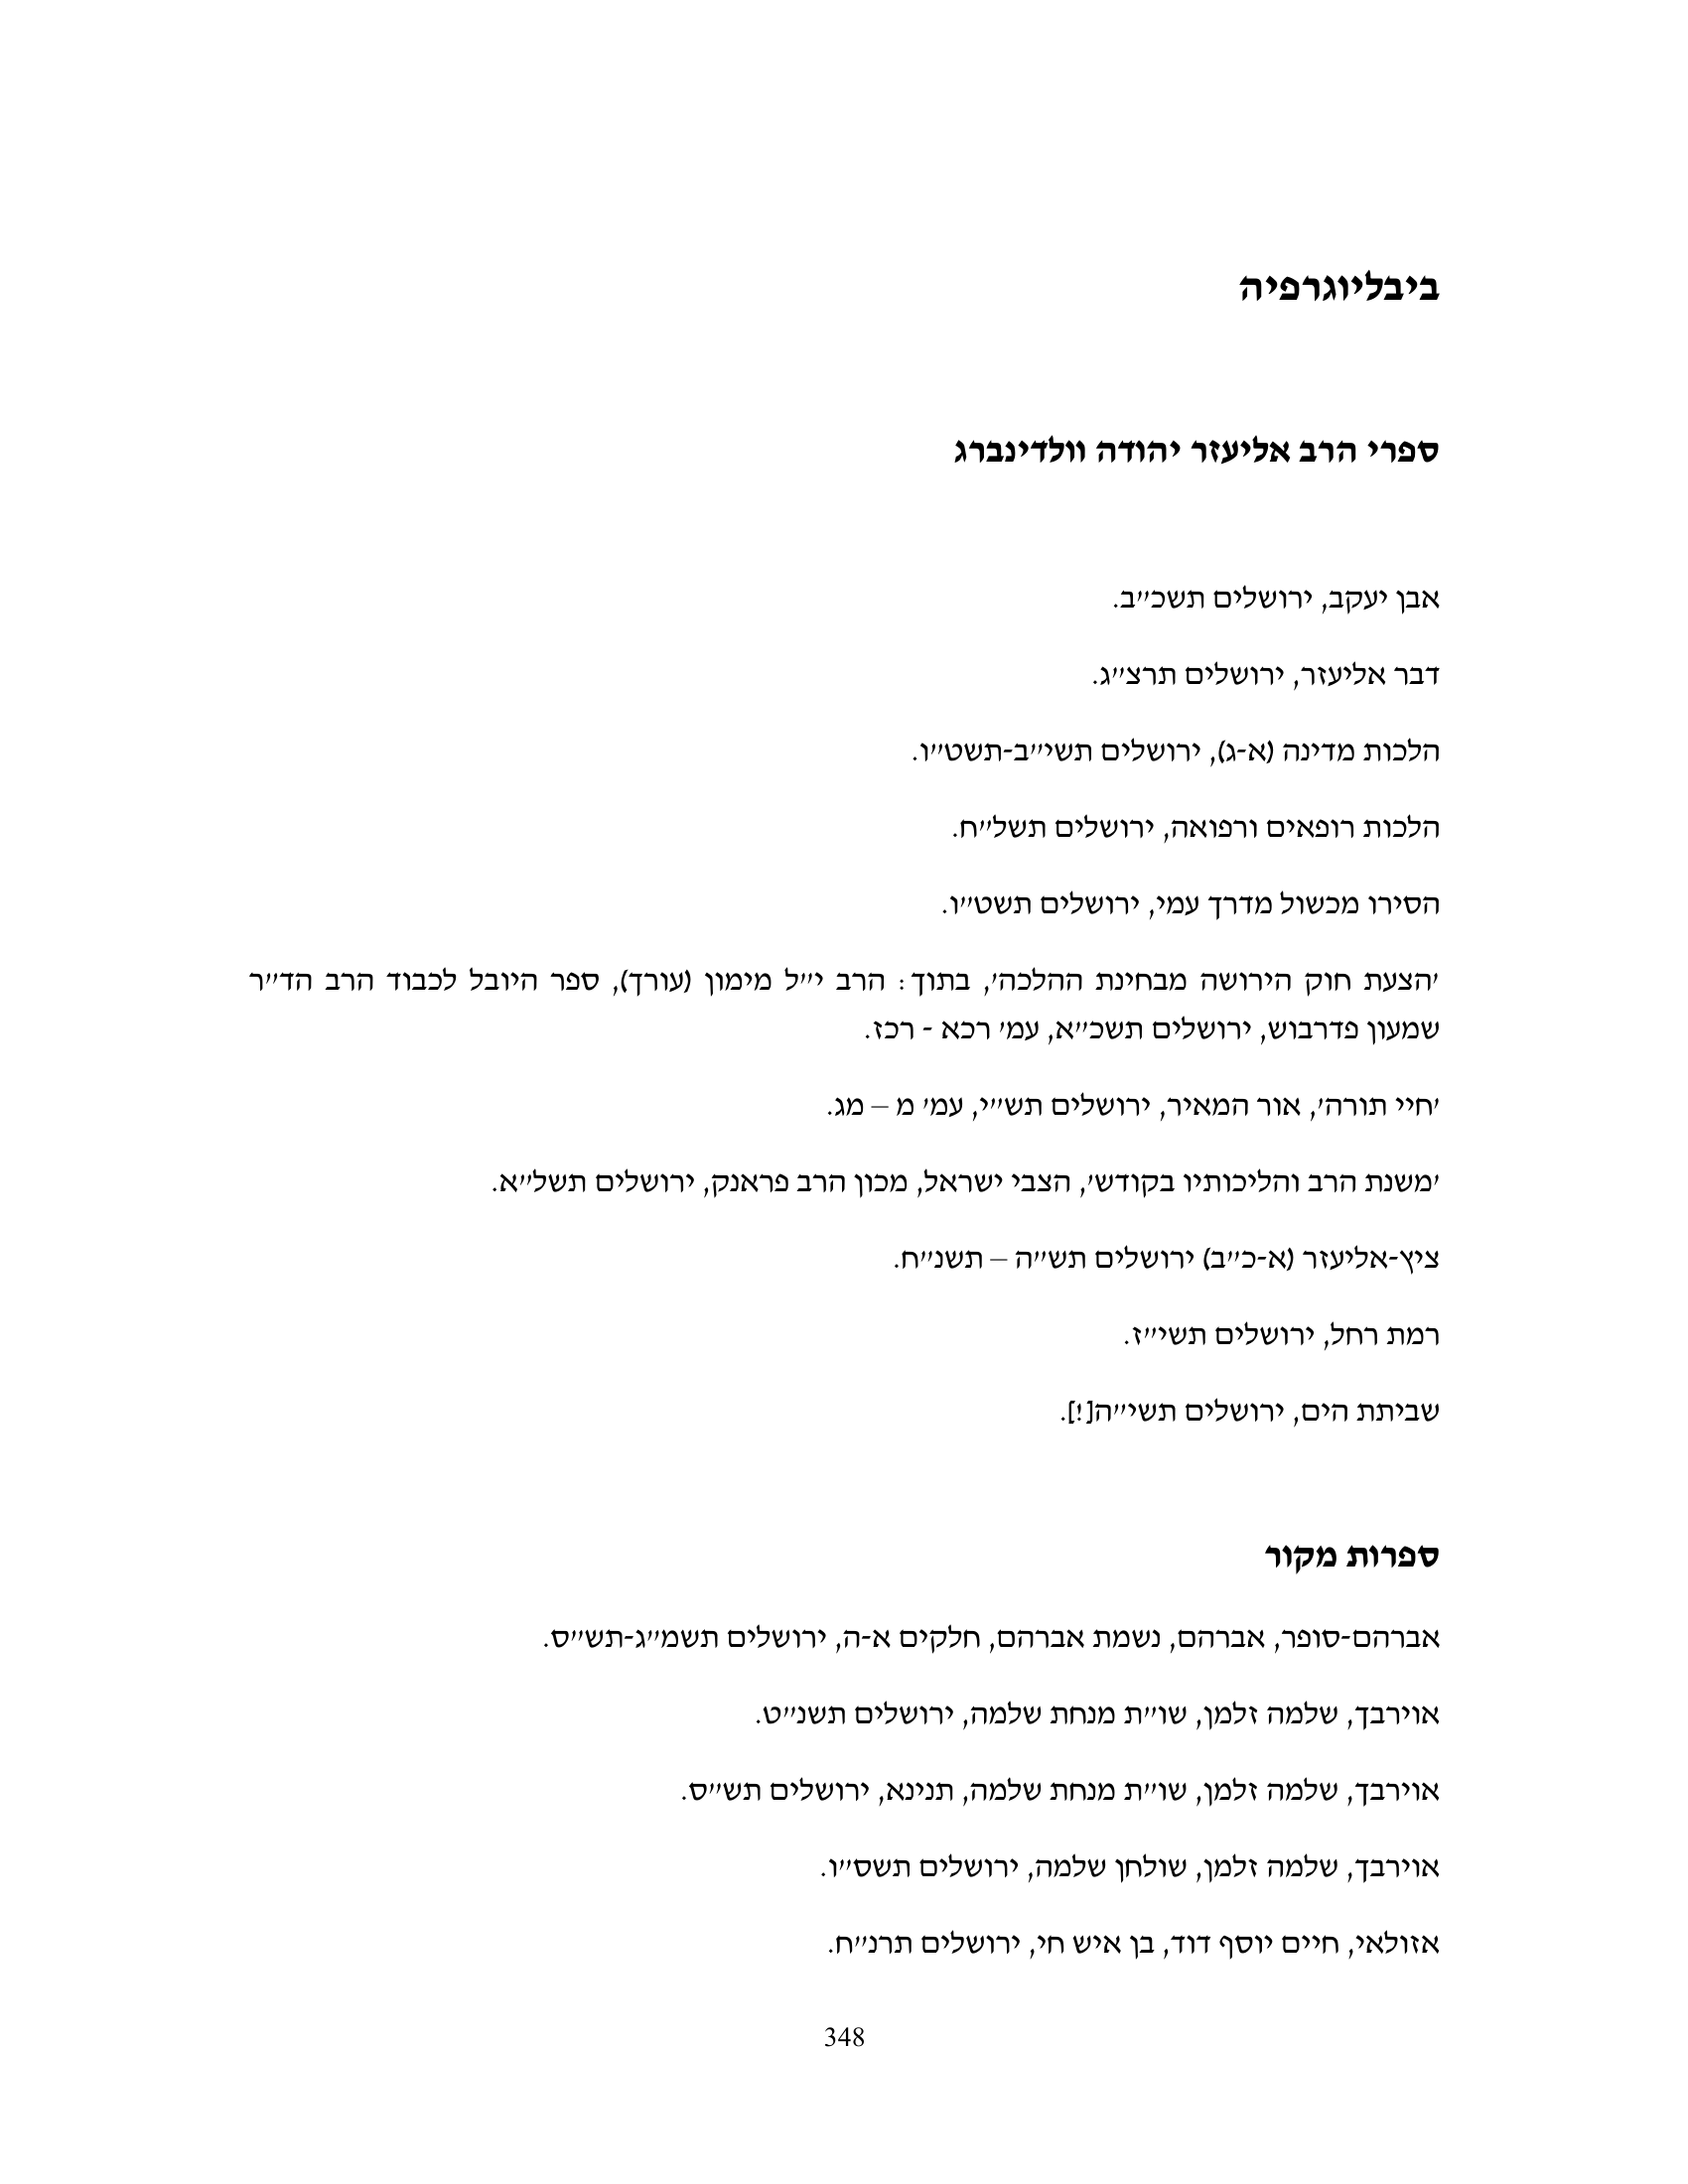 ביבליוגרפיה
ספרי הרב אליעזר יהודה וולדינברג
אבן יעקב, ירושלים תשכ״ב.
דבר אליעזר, ירושלים תרצ״ג.
הלכות מדינה (א-ג), ירושלים תשי״ב-תשט״ו.
הלכות רופאים ורפואה, ירושלים תשל״ח.
הסירו מכשול מדרך עמי, ירושלים תשט״ו.
׳הצעת חוק הירושה מבחינת ההלכה׳, בתוך: הרב י״ל מימון (עורך), ספר היובל לכבוד הרב הד״ר
שמעון פדרבוש, ירושלים תשכ״א, עמ׳ רכא - רכז.
׳חיי תורה׳, אור המאיר, ירושלים תש״י, עמ׳ מ – מג.
׳משנת הרב והליכותיו בקודש׳, הצבי ישראל, מכון הרב פראנק, ירושלים תשל״א.
ציץ-אליעזר (א-כ״ב) ירושלים תש״ה – תשנ״ח.
רמת רחל, ירושלים תשי״ז.
שביתת הים, ירושלים תשי״ה[!].
ספרות מקור
אברהם-סופר, אברהם, נשמת אברהם, חלקים א-ה, ירושלים תשמ״ג-תש״ס.
אוירבך, שלמה זלמן, שו״ת מנחת שלמה, ירושלים תשנ״ט.
אוירבך, שלמה זלמן, שו״ת מנחת שלמה, תנינא, ירושלים תש״ס.
אוירבך, שלמה זלמן, שולחן שלמה, ירושלים תשס״ו.
אזולאי, חיים יוסף דוד, בן איש חי, ירושלים תרנ״ח.
348